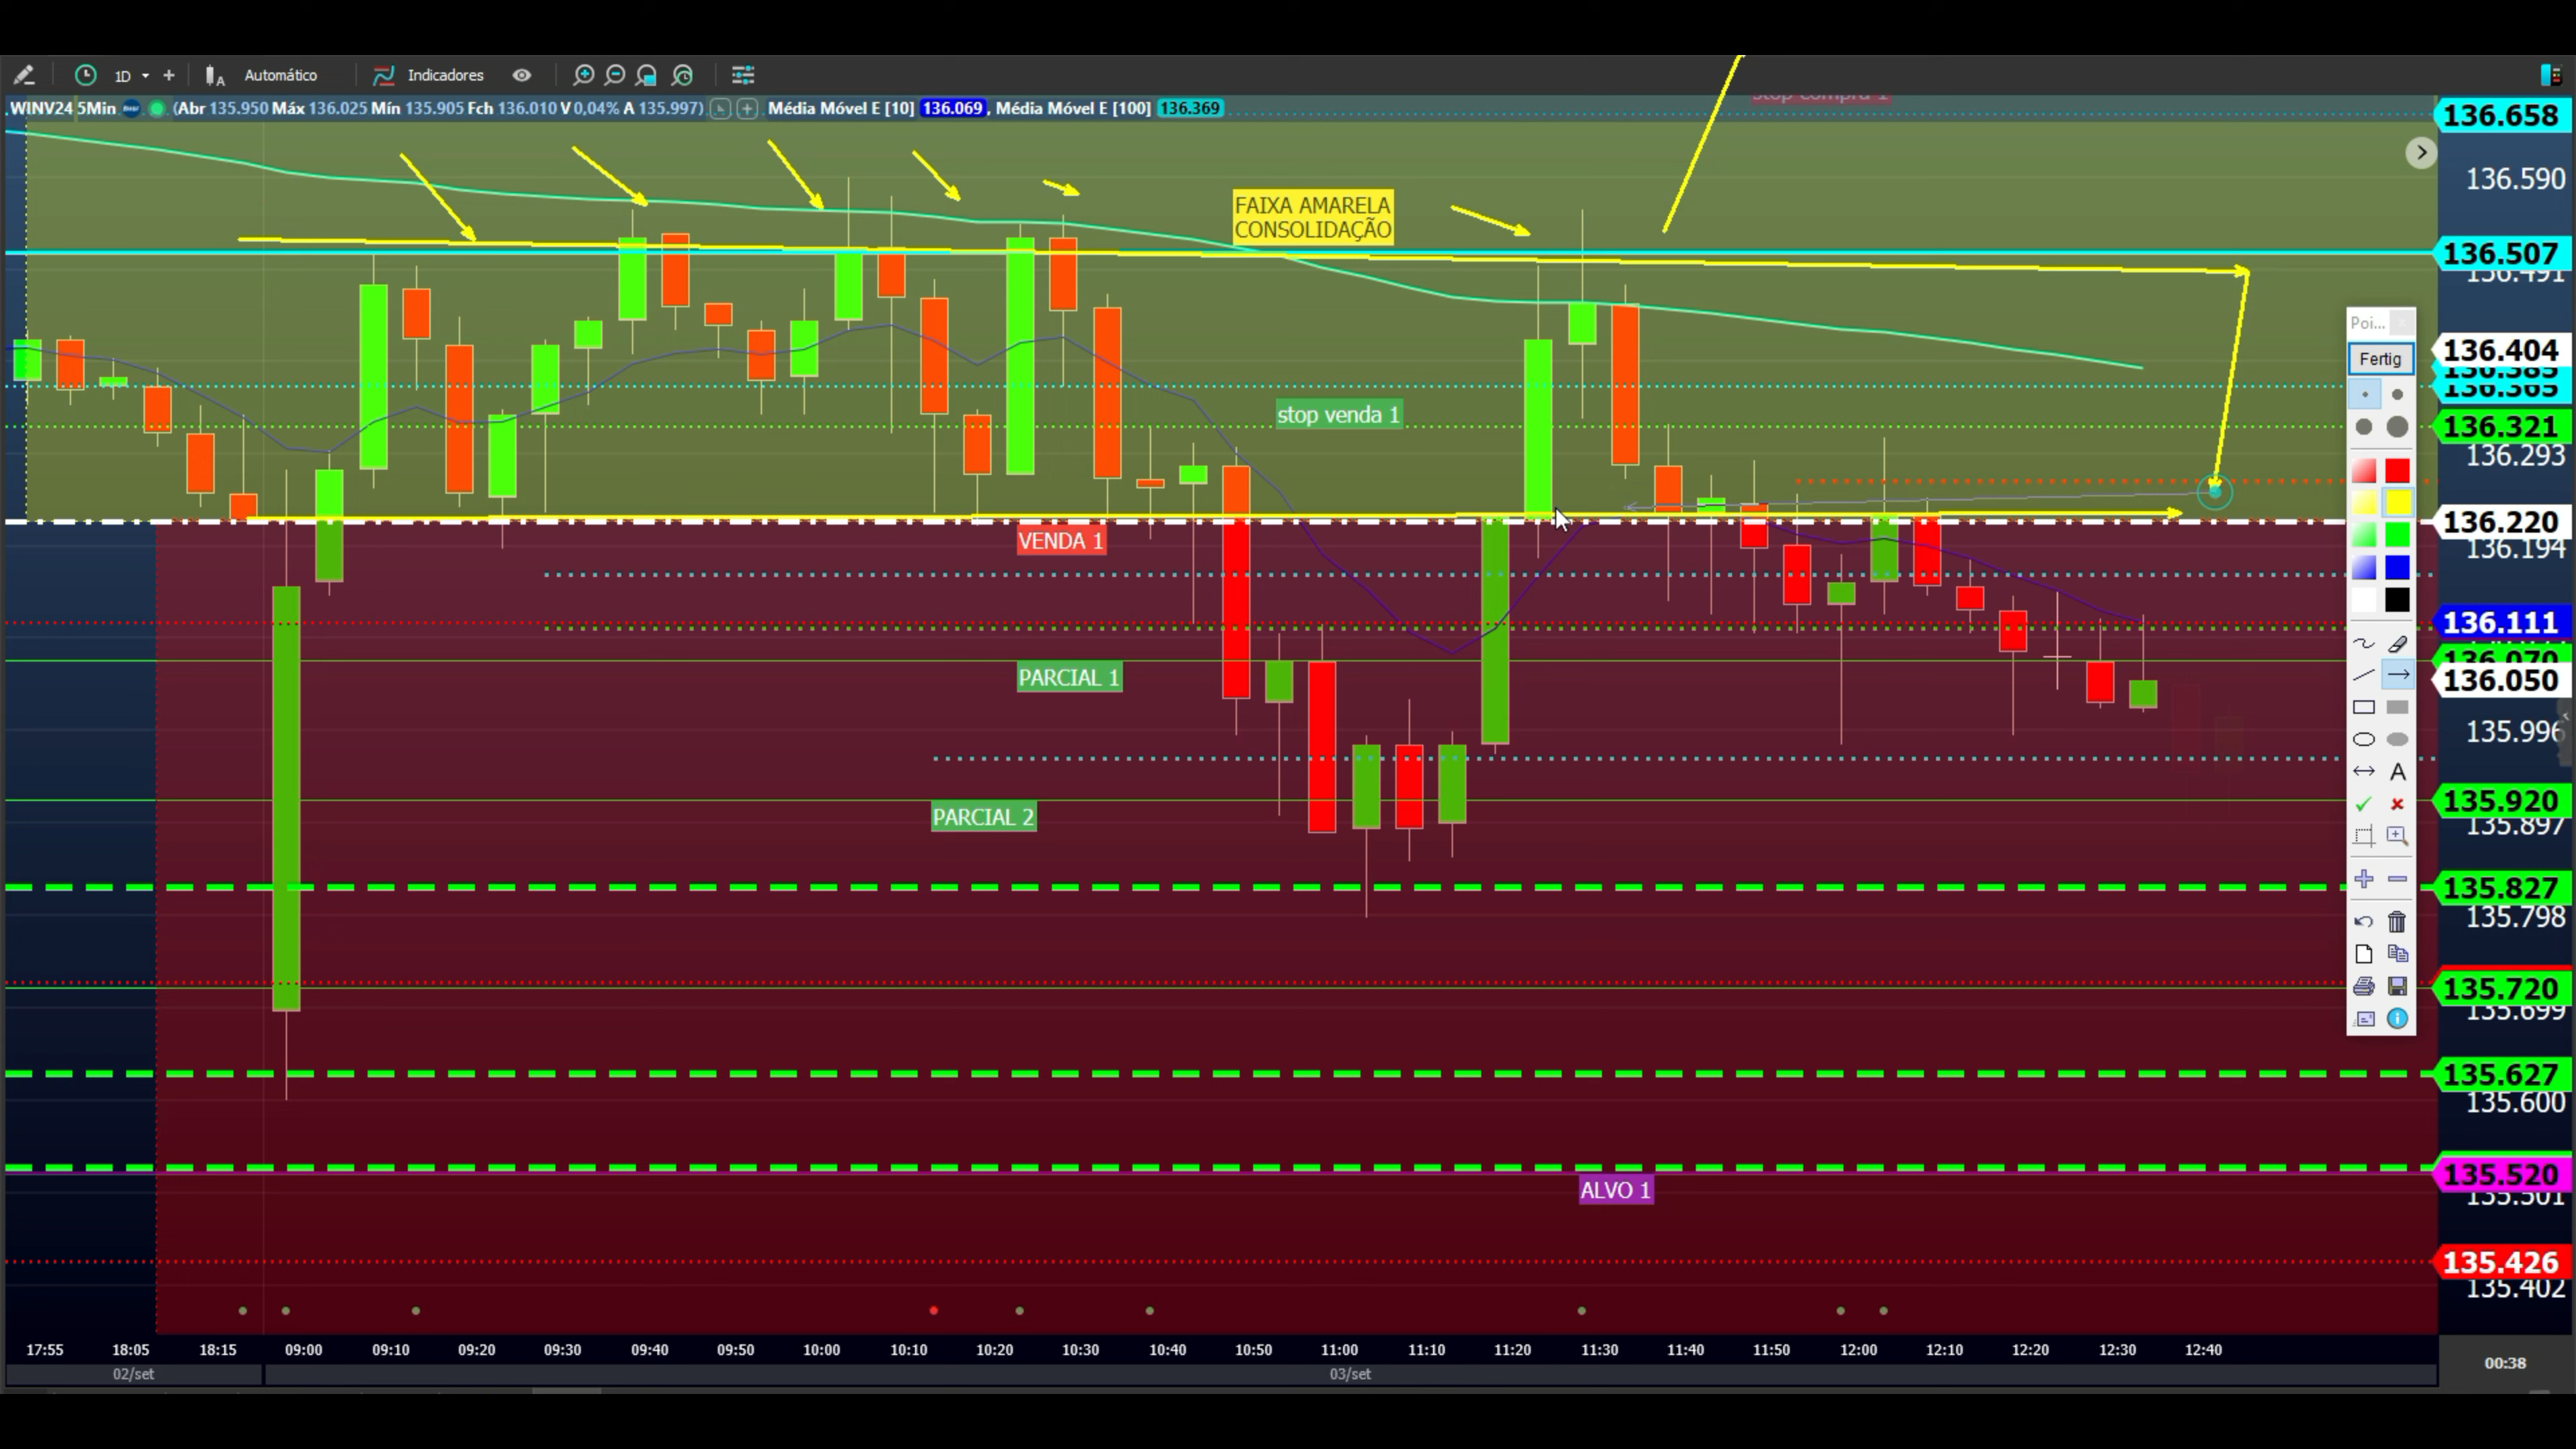 1D
Automático
Indicadores
WINV24 5Min (Abr 135.950 Máx 136.025 Mín 135.905 Fch 136.010 V 0,04% A 135.997) Média Móvel E [10] 136.069, Média Móvel E [100] 136.369
stop compra 1
136.658
136.590
FAIXA AMARELA
CONSOLIDAÇÃO
136.507
136.491
Poi...
Fertig
136.404
136.385
136.365
stop venda 1
136.321
136.293
136.220
VENDA 1
136.194
136.111
136.070
PARCIAL 1
136.050
135.996
A
135.920
PARCIAL 2
135.897
135.827
135.798
135.720
135.699
135.627
135.600
135.520
ALVO 1
135.501
135.426
135.402
17:55 18:05 18:15 09:00 09:10 09:20 09:30 09:40 09:50 10:00 10:10 10:20 10:30 10:40 10:50 11:00 11:10 11:20 11:30 11:40 11:50 12:00 12:10 12:20 12:30 12:40
00:38
02/set 03/set